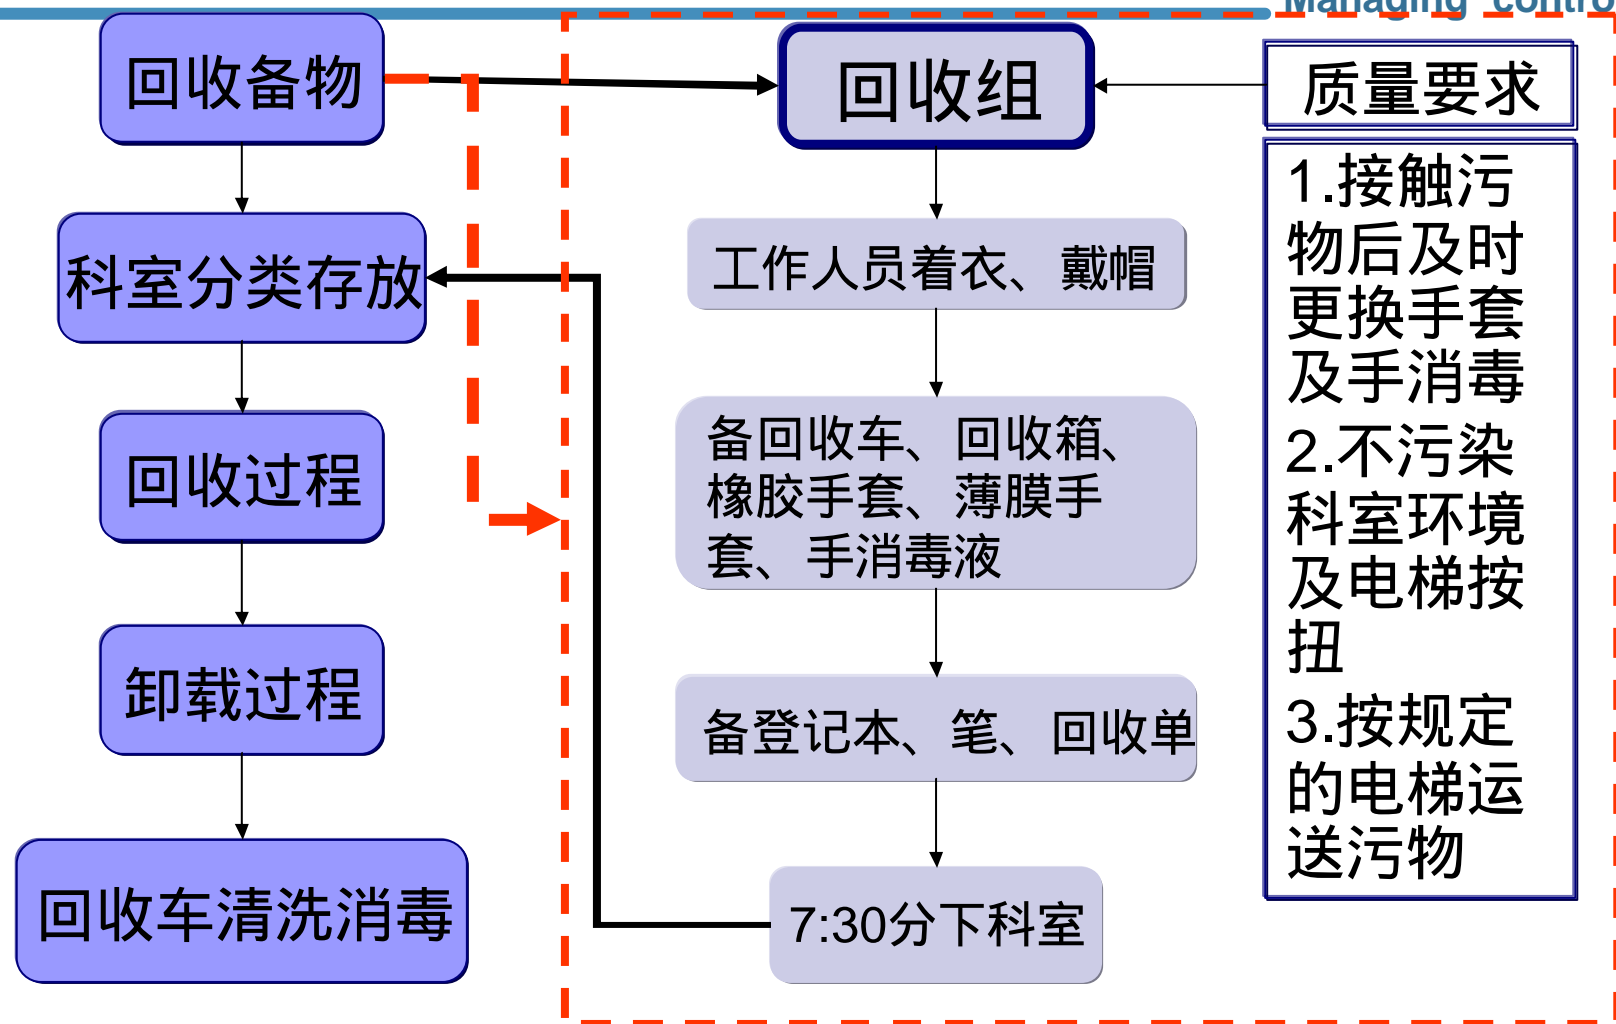 Managing contro
回收备物
科室分类存放
回收过程
卸载过程
回收车清洗消毒
回收组
工作人员着衣、戴帽
备回收车、回收箱、
橡胶手套、薄膜手
套、手消毒液
备登记本、笔、回收单
7:30分下科室
质量要求
1.接触污
物后及时
更换手套
及手消毒
2.不污染
科室环境
及电梯按
扭
3.按规定
的电梯运
送污物